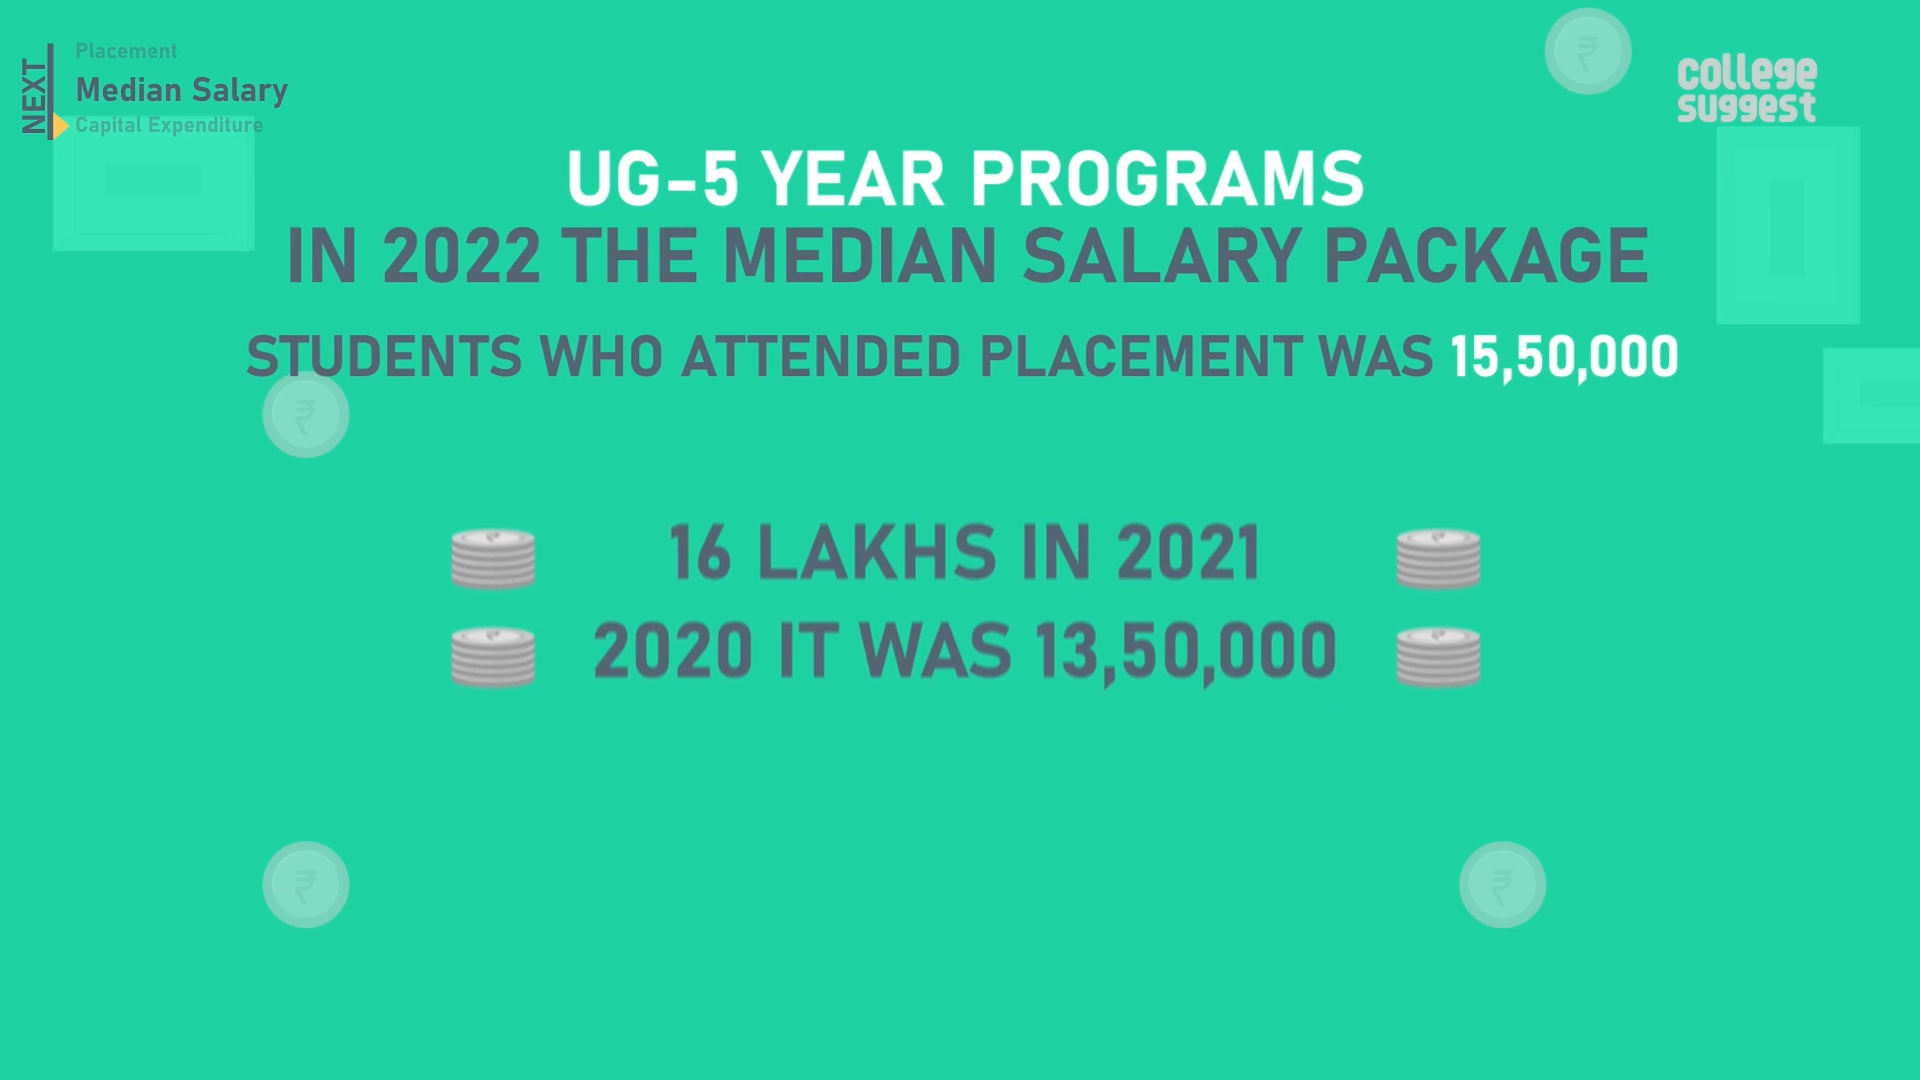 NEXT
Placement
Median Salary
Capital Expenditure
college
suggest
UG-5 YEAR PROGRAMS
IN 2022 THE MEDIAN SALARY PACKAGE
STUDENTS WHO ATTENDED PLACEMENT WAS 15,50,000
₹
₹
16 LAKHS IN 2021
2020 IT WAS 13,50,000
₹
₹